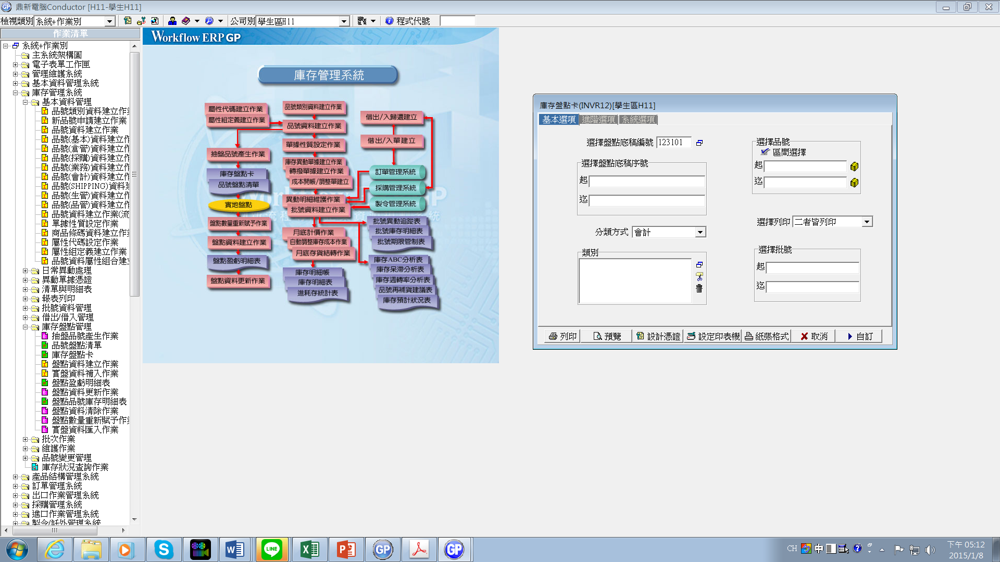 鼎新電腦Conductor [H11-學生H11]
檢視類別 系統+作業別 公司別 學生區H11 程式代號
作業清單
系統+作業別
主系統架構圖
電子表單工作匣
管理維護系統
基本資料管理系統
庫存管理系統
基本資料管理
品號類別資料建立作業
新品號申請建立作業
品號資料建立作業
品號(基本)資料建立作
品號(倉管)資料建立作
品號(採購)資料建立作
品號(業務)資料建立作
品號(會計)資料建立作
品號(SHIPPING)資料建
品號(生管)資料建立作
品號(品管)資料建立作
品號資料建立作業(流
單據性質設定作業
商品條碼資料建立作業
屬性代碼設定作業
屬性組定義建立作業
品號資料屬性組合建立
日常異動處理
異動單據憑證
清單與明細表
報表列印
批號資料管理
借出/借入管理
庫存盤點管理
抽盤品號產生作業
品號盤點清單
庫存盤點卡
盤點資料建立作業
實盤資料補入作業
盤點盈虧明細表
盤點資料更新作業
盤點品號庫存明細表
盤點資料清除作業
盤點數量重新賦予作業
實盤資料匯入作業
批次作業
維護作業
品號變更管理
庫存狀況查詢作業
產品結構管理系統
訂單管理系統
出口作業管理系統
採購管理系統
進口作業管理系統
製令/託外管理系統
Workflow ERP GP
庫存管理系統
屬性代碼建立作業
屬性組定義建立作業
抽盤品號產生作業
庫存盤點卡
品號盤點清單
實地盤點
盤點數量重新賦予作業
盤點資料建立作業
盤點盈虧明細表
盤點資料更新作業
品號類別資料建立作業
品號資料建立作業
單據性質設定作業
庫存異動單據建立作業
轉撥單據建立作業
成本開帳/調整單建立
異動明細維護作業
批號資料建立作業
月底計價作業
自動調整庫存成本作業
月底存貨結轉作業
庫存明細帳
庫存明細表
進耗存統計表
借出/入歸還建立
借出/入單建立
訂單管理系統
採購管理系統
製令管理系統
批號異動追蹤表
批號庫存明細表
批號期限管制表
庫存ABC分析表
庫存呆滯分析表
庫存週轉率分析表
品號再補貨建議表
庫存預計狀況表
庫存盤點卡(INVR12)[學生區H11]
基本選項 進階選項 系統選項
選擇盤點底稿編號 123101
選擇盤點底稿序號
起
迄
分類方式 會計
類別
選擇品號
區間選擇
起
迄
選擇列印 二者皆列印
選擇批號
起
迄
列印 預覽 設計憑證 設定印表機 紙張格式 取消 自訂
CH 中
下午 05:12
2015/1/8